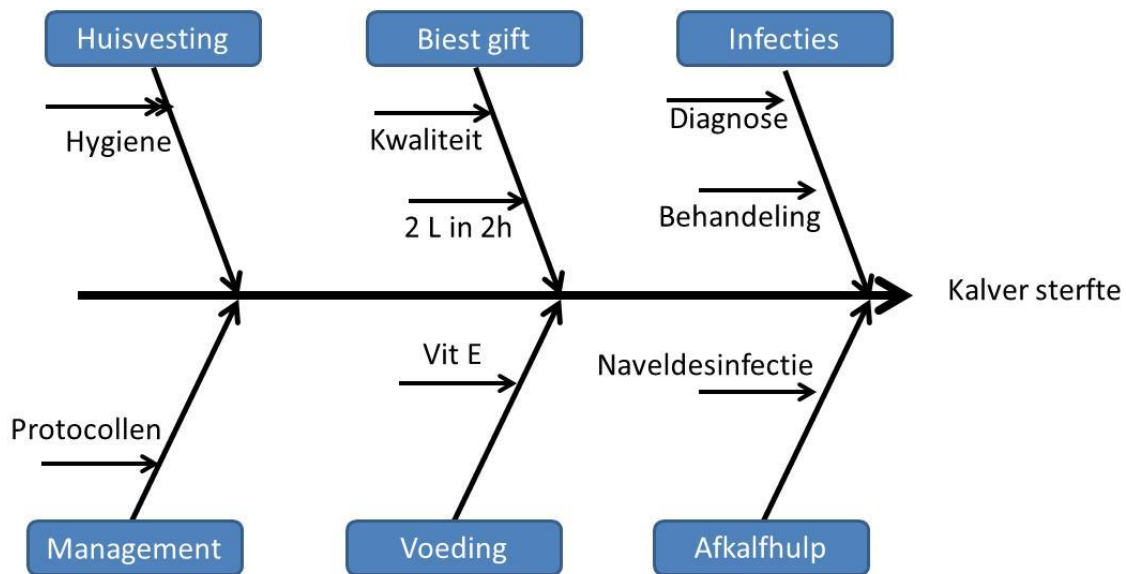 Huisvesting
Biest gift
Infecties
Hygiene
Kwaliteit
Diagnose
2 L in 2h
Behandeling
Kalver sterfte
Vit E
Naveldesinfectie
Protocollen
Management
Voeding
Afkalfhulp